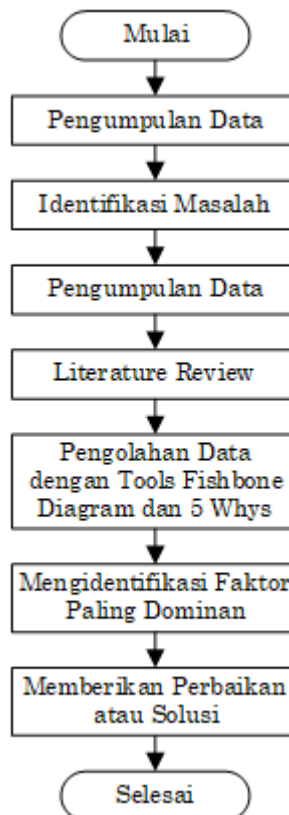 Mulai
Pengumpulan Data
Identifikasi Masalah
Pengumpulan Data
Literature Review
Pengolahan Data
dengan Tools Fishbone
Diagram dan 5 Whys
Mengidentifikasi Faktor
Paling Dominan
Memberikan Perbaikan
atau Solusi
Selesai